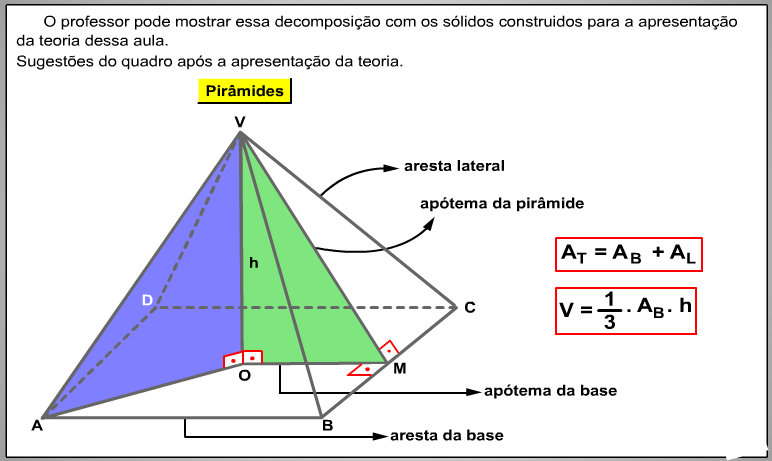 O professor pode mostrar essa decomposição com os sólidos construidos para a apresentação
da teoria dessa aula.
Sugestões do quadro após a apresentação da teoria.
Pirâmides
V
aresta lateral
apótema da pirâmide
h
A_T = A_B + A_L
D
C
V = 1/3 . A_B . h
O
M
apótema da base
A
B
aresta da base